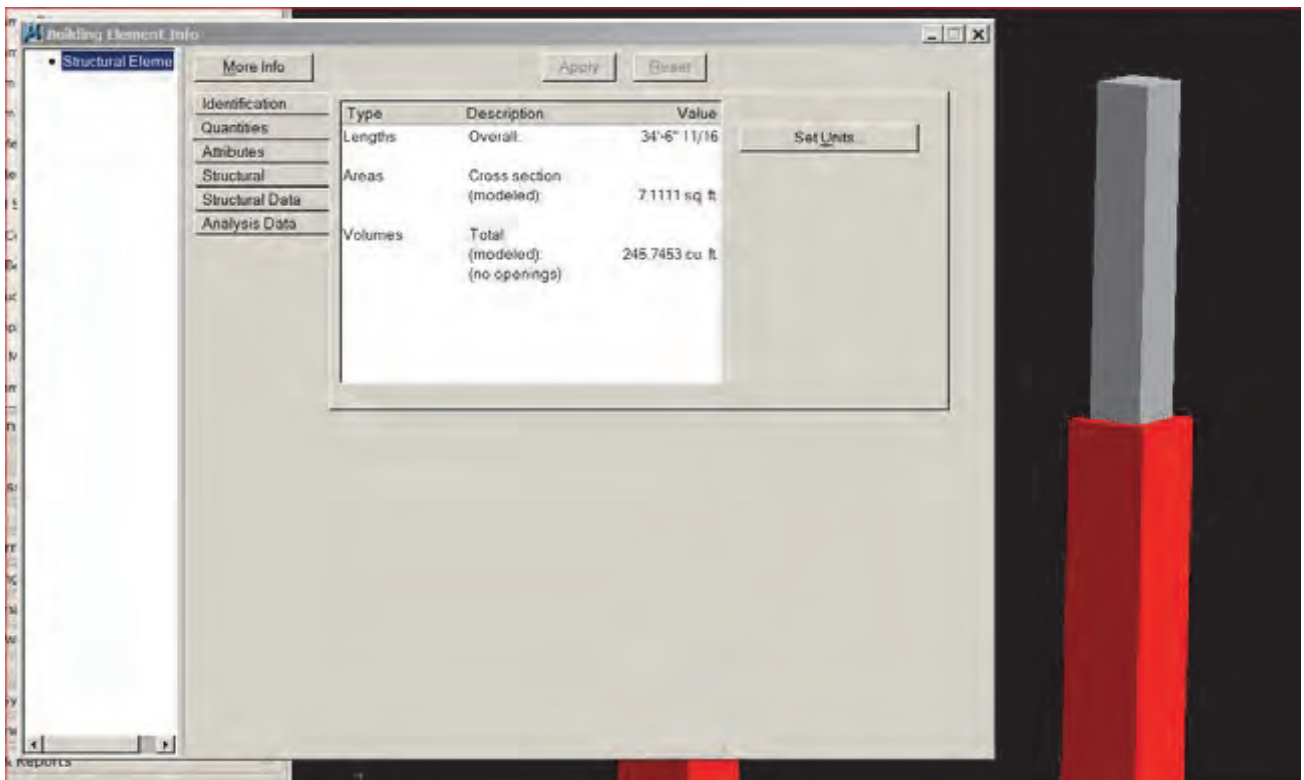 Building Element Info
Structural Eleme
More Info
Apply
Reset
Identification
Quantities
Attributes
Structural
Structural Data
Analysis Data
Type Description Value
Lengths Overall: 34'-6" 11/16
Areas Cross section
(modeled): 7.1111 sq ft
Volumes Total
(modeled): 245.7453 cu ft
(no openings)
Set Units...
Reports